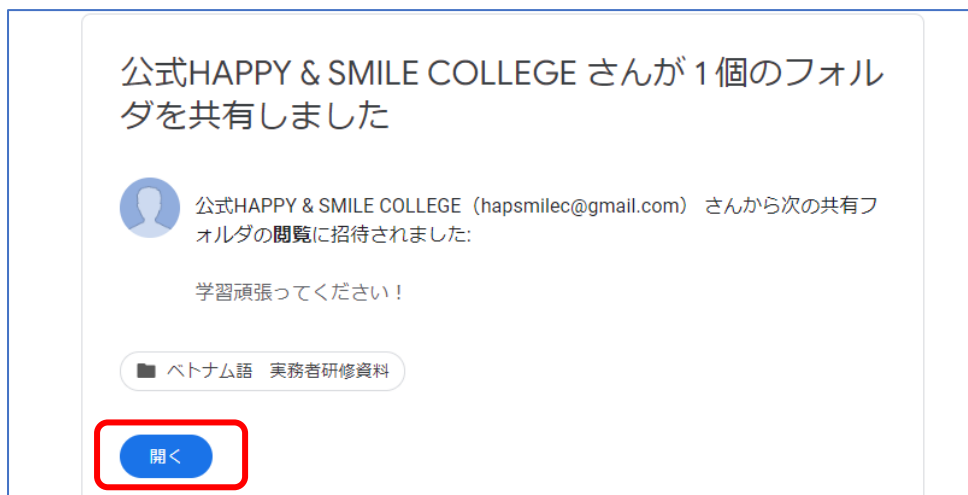 公式HAPPY & SMILE COLLEGE さんが 1 個のフォル
ダを共有しました
公式HAPPY & SMILE COLLEGE（hapsmilec@gmail.com） さんから次の共有フ
ォルダの閲覧に招待されました:
学習頑張ってください！
ベトナム語　実務者研修資料
開く